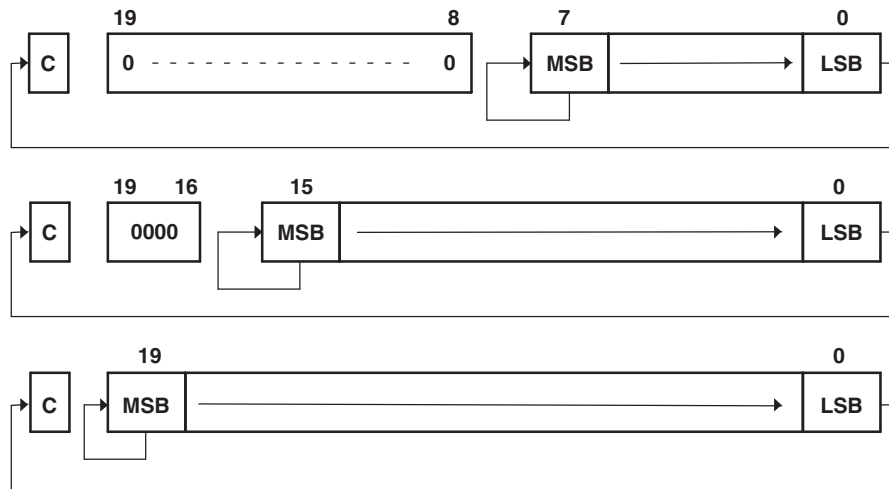 19 8 7 0
C 0 0 MSB LSB
19 16 15 0
C 0000 MSB LSB
19 0
C MSB LSB